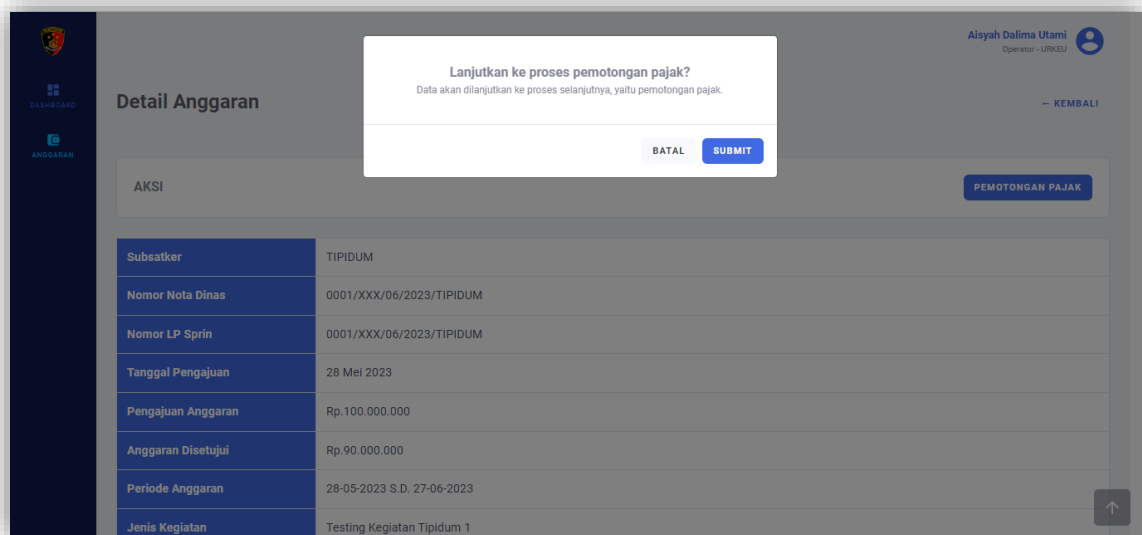 Aisyah Dalima Utami
Operator - URKEU
Lanjutkan ke proses pemotongan pajak?
Data akan dilanjutkan ke proses selanjutnya, yaitu pemotongan pajak.
DASHBOARD
Detail Anggaran
← KEMBALI
BATAL
SUBMIT
ANGGARAN
AKSI
PEMOTONGAN PAJAK
Subsatker TIPIDUM
Nomor Nota Dinas 0001/XXX/06/2023/TIPIDUM
Nomor LP Sprin 0001/XXX/06/2023/TIPIDUM
Tanggal Pengajuan 28 Mei 2023
Pengajuan Anggaran Rp.100.000.000
Anggaran Disetujui Rp.90.000.000
Periode Anggaran 28-05-2023 S.D. 27-06-2023
Jenis Kegiatan Testing Kegiatan Tipidum 1